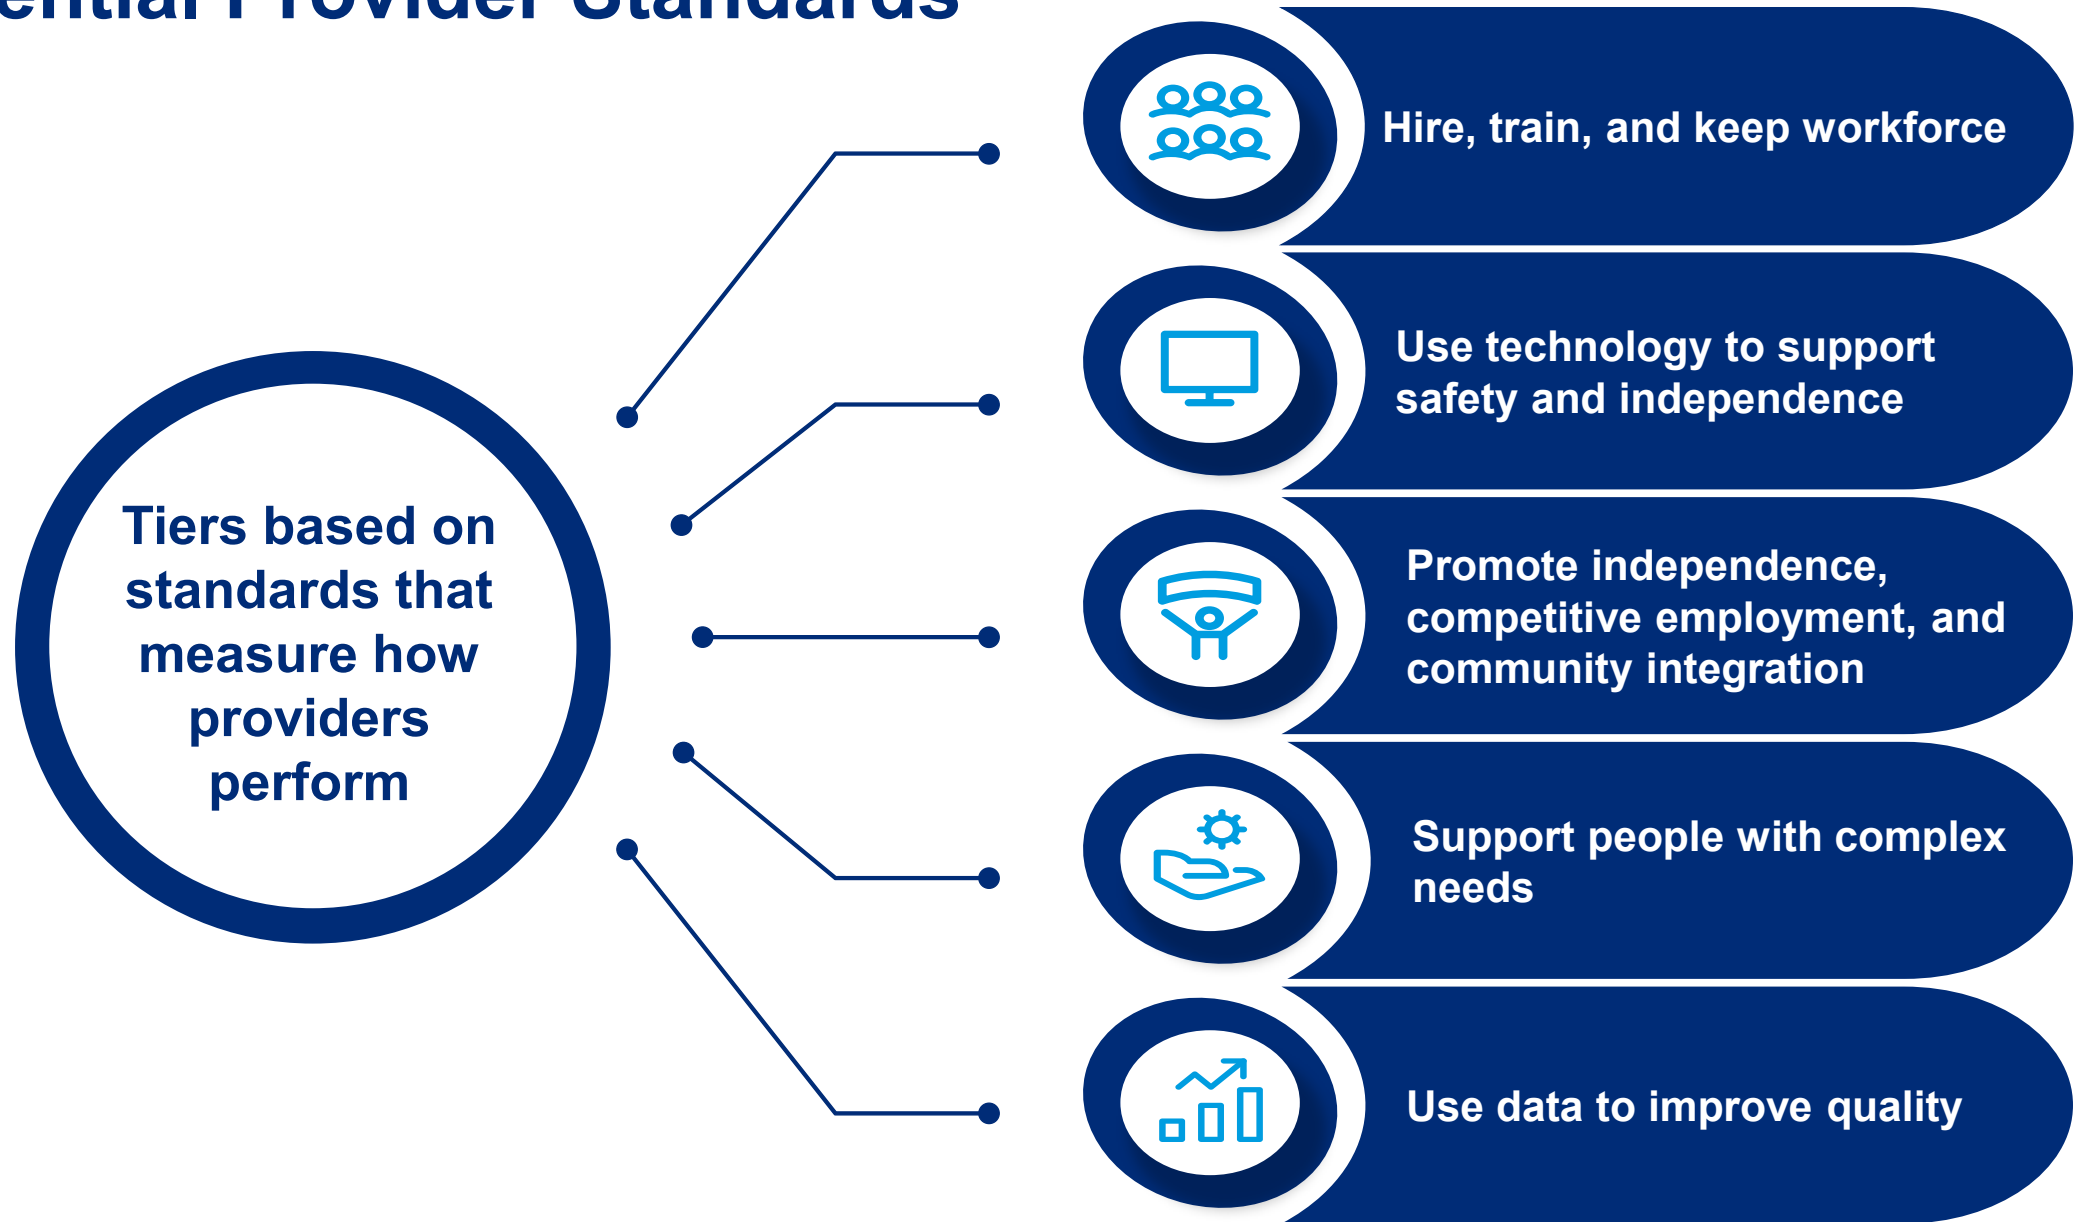 Provider Standards
Tiers based on
standards that
measure how
providers
perform
Hire, train, and keep workforce
Use technology to support
safety and independence
Promote independence,
competitive employment, and
community integration
Support people with complex
needs
Use data to improve quality